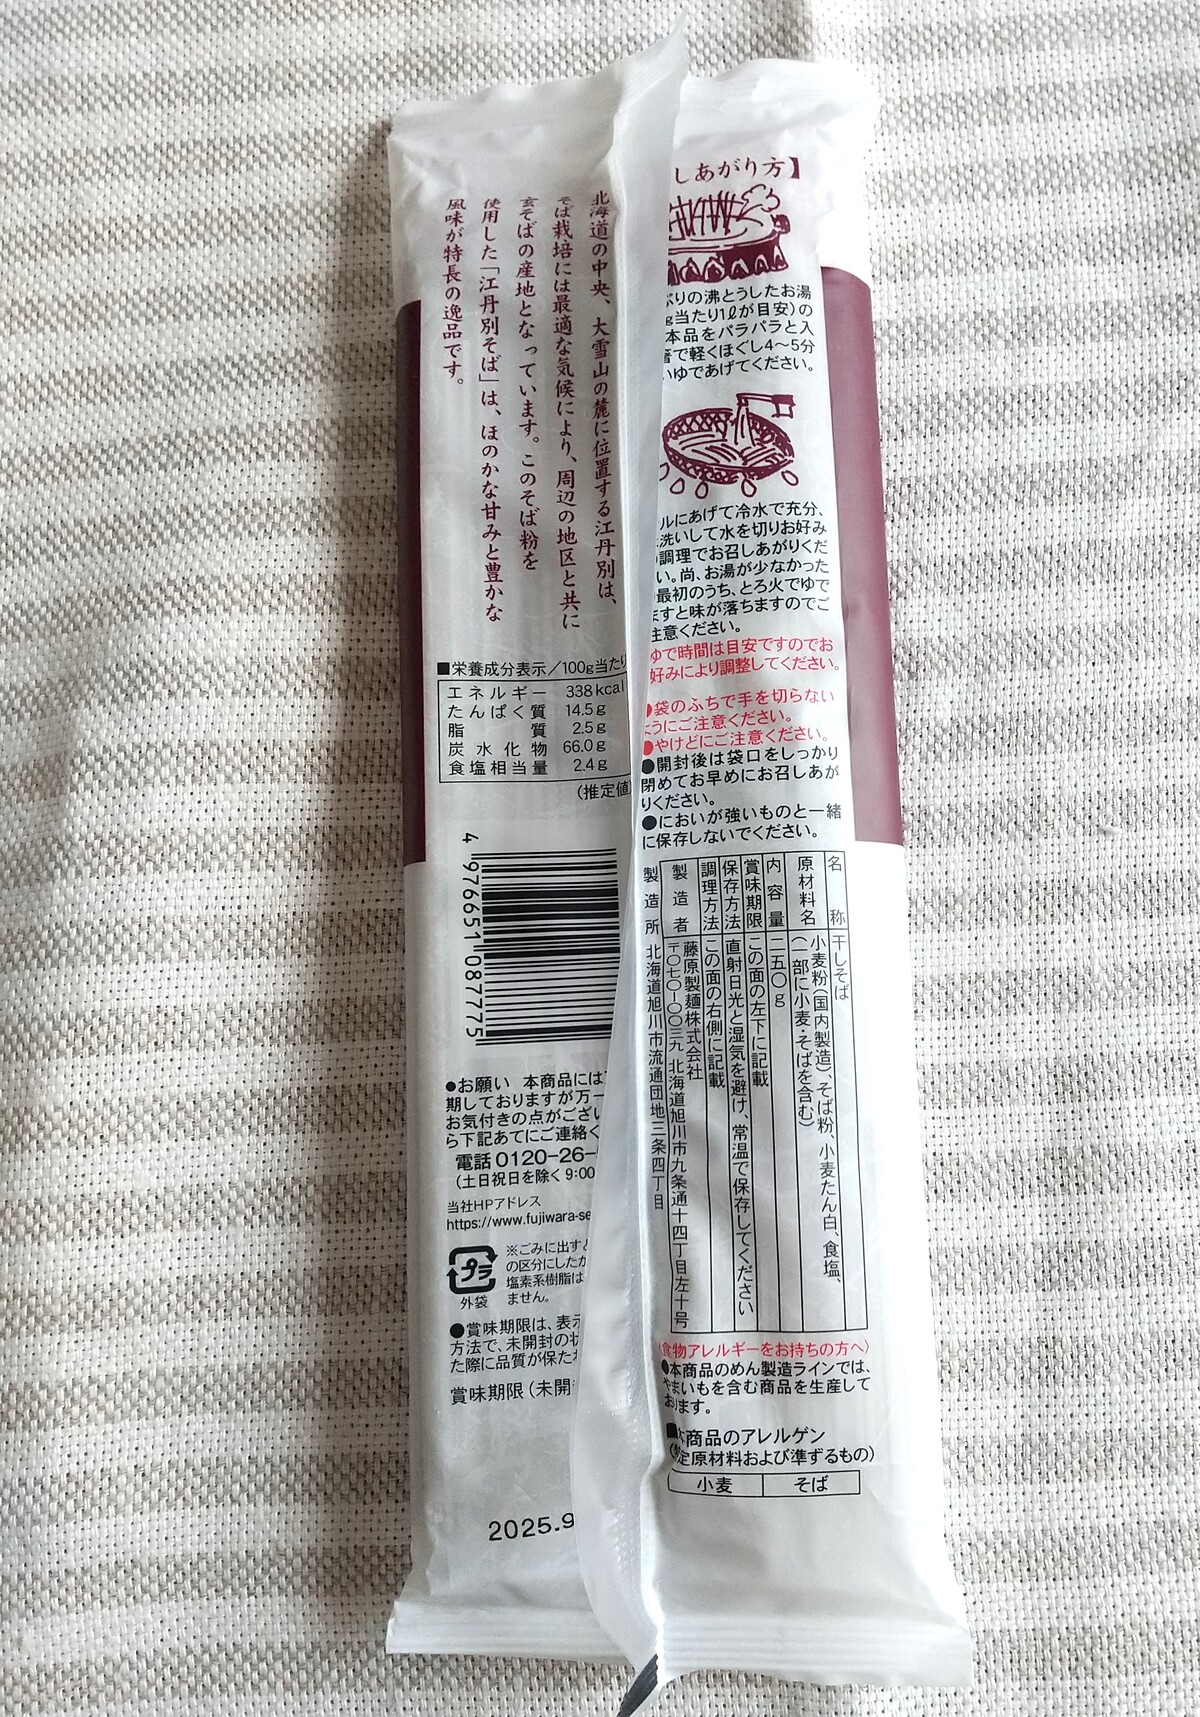 しあがり方】
ぷりの沸とうしたお湯
g当たり1ℓが目安)の
本品をパラパラと入
箸で軽くほぐし4〜5分
いゆであげてください。
ルにあげて冷水で充分、
洗いして水を切りお好み
調理でお召しあがりくだ
い。尚、お湯が少なかった
最初のうち、とろ火でゆで
ますと味が落ちますのでご
注意ください。
ゆで時間は目安ですのでお
好みにより調整してください。
●袋のふちで手を切らない
ようにご注意ください。
●やけどにご注意ください。
●開封後は袋口をしっかり
閉めてお早めにお召しあが
りください。
●においが強いものと一緒
に保存しないでください。
名称 干しそば
原材料名 小麦粉(国内製造)、そば粉、小麦たん白、食塩、
(一部に小麦・そばを含む)
内容量 二五〇g
賞味期限 この面の左下に記載
保存方法 直射日光と湿気を避け、常温で保存してください
調理方法 この面の右側に記載
製造者 藤原製麺株式会社
〒〇七〇-〇〇三九 北海道旭川市九条通十四丁目左十号
製造所 北海道旭川市流通団地三条四丁目
食物アレルギーをお持ちの方へ〉
●本商品のめん製造ラインでは、
やまいもを含む商品を生産して
おります。
■本商品のアレルゲン
定原材料および準ずるもの)
小麦 そば
北海道の中央、大雪山の麓に位置する江丹別は、
そば栽培には最適な気候により、周辺の地区と共に
玄そばの産地となっています。このそば粉を
使用した「江丹別そば」は、ほのかな甘みと豊かな
風味が特長の逸品です。
■栄養成分表示/100g当たり
エネルギー 338kcal
たんぱく質 14.5g
脂質 2.5g
炭水化物 66.0g
食塩相当量 2.4g
(推定値
4 976651 087775
●お願い 本商品には
期しておりますが万一
お気付きの点がござい
ら下記あてにご連絡く
電話 0120-26-
(土日祝日を除く 9:00
当社HPアドレス
https://www.fujiwara-se
プラ
外袋
※ごみに出すと
の区分にしたが
塩素系樹脂は
ません。
●賞味期限は、表示
方法で、未開封の状
た際に品質が保た
賞味期限(未開
2025.9